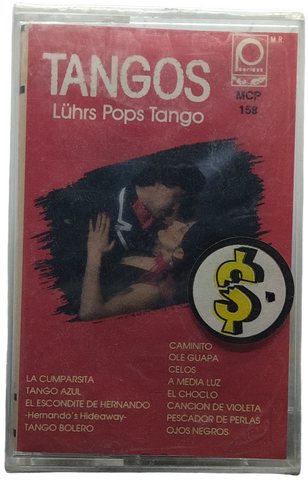 TANGOS
Lührs Pops Tango
M.R.
Peerless
MCP
158
$
LA CUMPARSITA
TANGO AZUL
EL ESCONDITE DE HERNANDO
-Hernando's Hideaway-
TANGO BOLERO
CAMINITO
OLE GUAPA
CELOS
A MEDIA LUZ
EL CHOCLO
CANCION DE VIOLETA
PESCADOR DE PERLAS
OJOS NEGROS